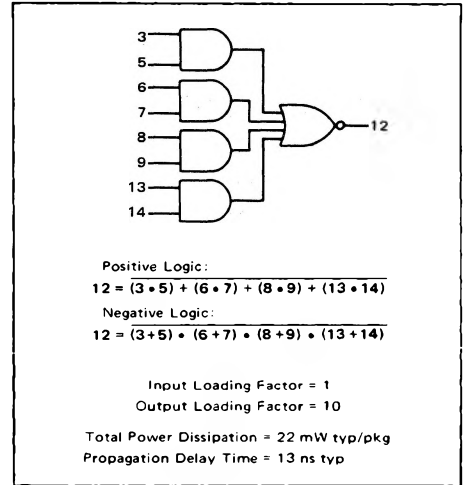 3
5
6
7
8
9
13
14
12
Positive Logic:
12 = (3 • 5) + (6 • 7) + (8 • 9) + (13 • 14)
Negative Logic:
12 = (3+5) • (6+7) • (8+9) • (13+14)
Input Loading Factor = 1
Output Loading Factor = 10
Total Power Dissipation = 22 mW typ/pkg
Propagation Delay Time = 13 ns typ